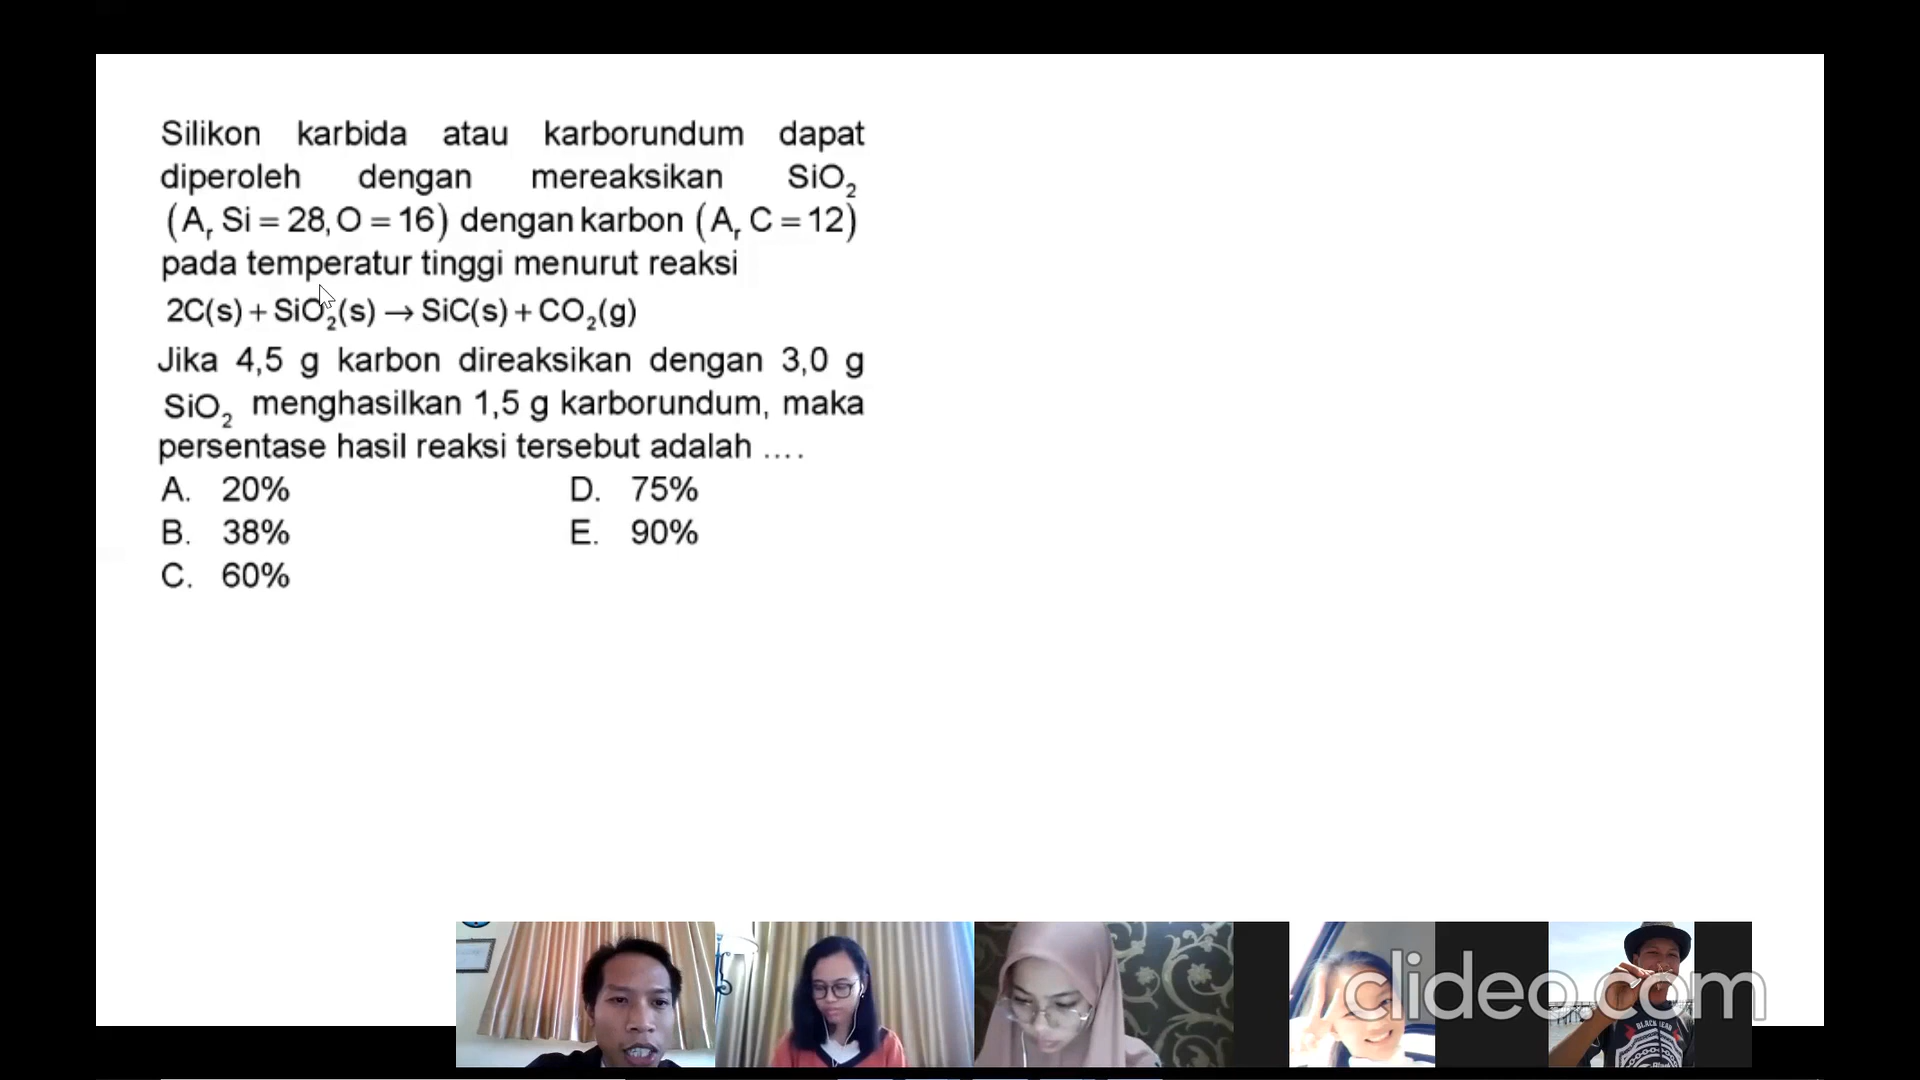 Silikon karbida atau karborundum dapat
diperoleh dengan mereaksikan SiO₂
(Aᵣ Si = 28, O = 16) dengan karbon (Aᵣ C = 12)
pada temperatur tinggi menurut reaksi
2C(s) + SiO₂(s) → SiC(s) + CO₂(g)
Jika 4,5 g karbon direaksikan dengan 3,0 g
SiO₂ menghasilkan 1,5 g karborundum, maka
persentase hasil reaksi tersebut adalah ....
A. 20% D. 75%
B. 38% E. 90%
C. 60%
clideo.com